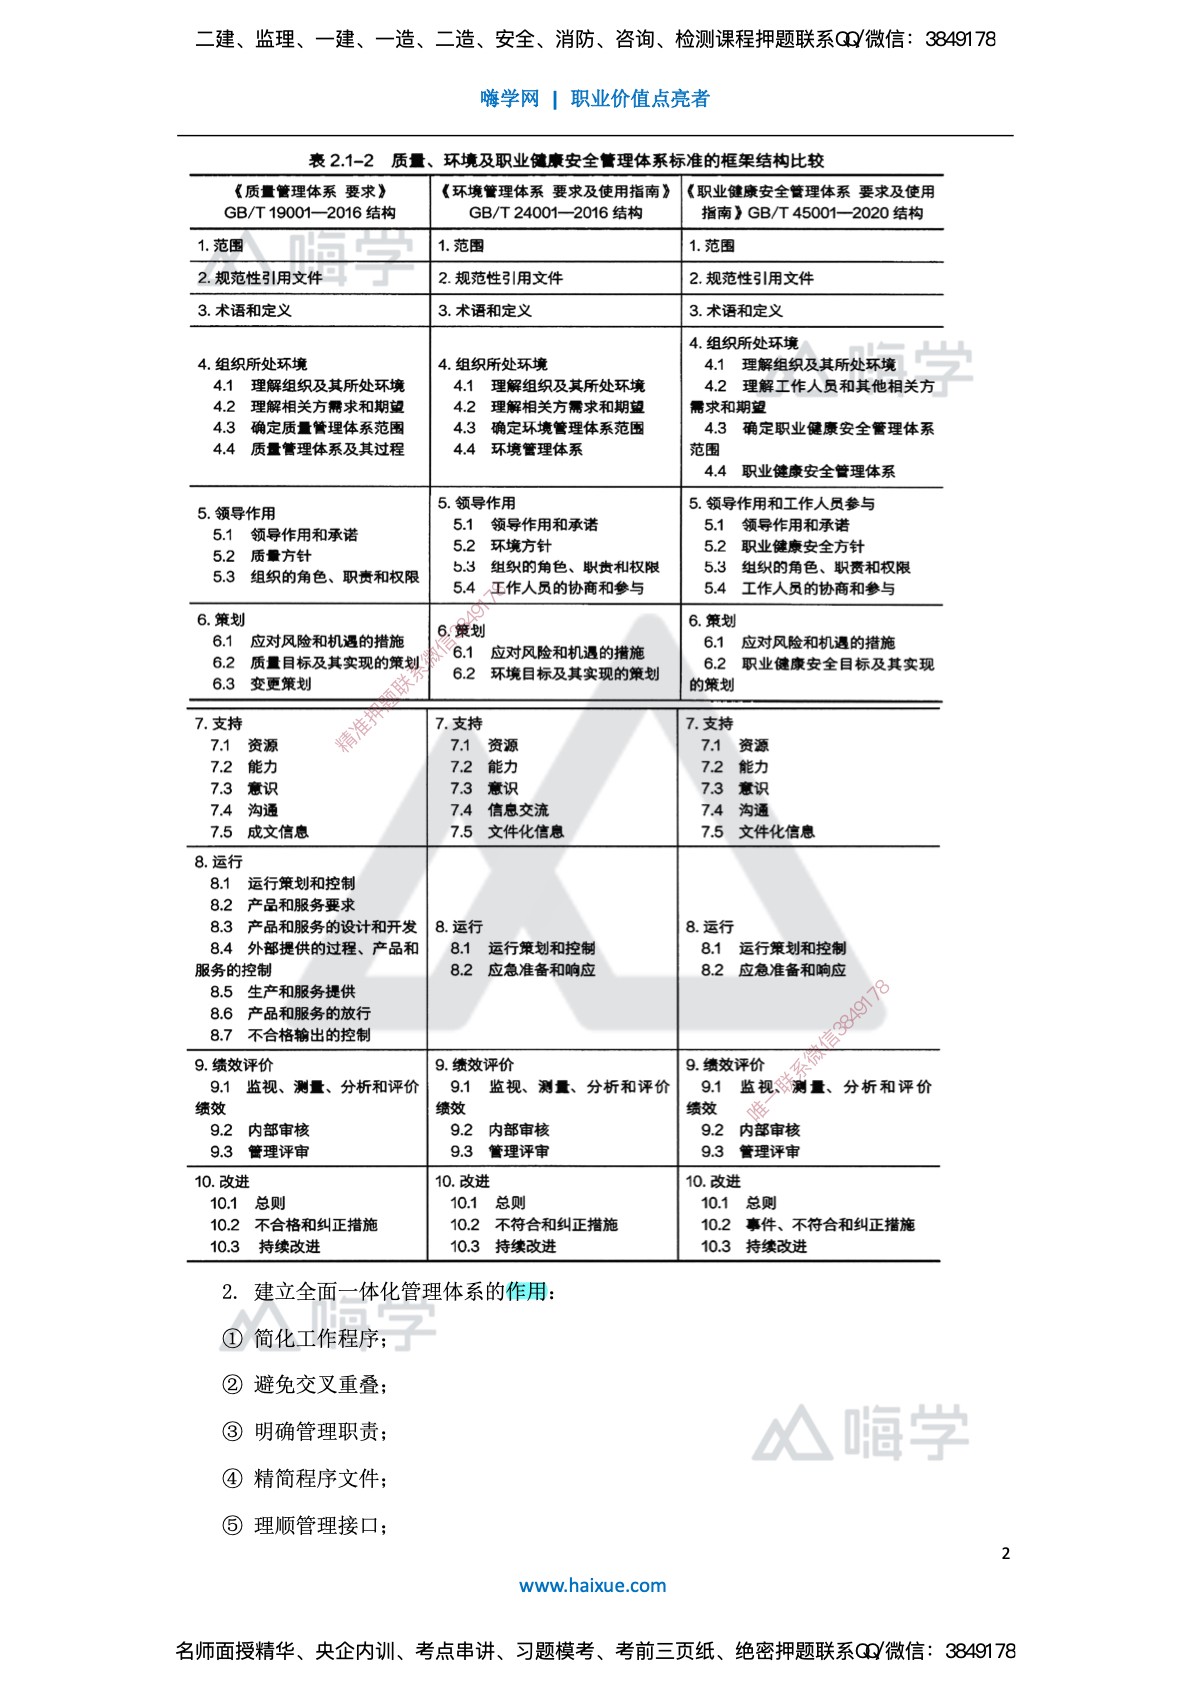 二建、监理、一建、一造、二造、安全、消防、咨询、检测课程押题联系QQ/微信：3849178
嗨学网 | 职业价值点亮者
表 2.1-2 质量、环境及职业健康安全管理体系标准的框架结构比较
《质量管理体系 要求》
GB/T 19001—2016 结构
《环境管理体系 要求及使用指南》
GB/T 24001—2016 结构
《职业健康安全管理体系 要求及使用
指南》GB/T 45001—2020 结构
1. 范围
1. 范围
1. 范围
嗨学
2. 规范性引用文件
2. 规范性引用文件
2. 规范性引用文件
3. 术语和定义
3. 术语和定义
3. 术语和定义
4. 组织所处环境
4.1 理解组织及其所处环境
4.2 理解相关方需求和期望
4.3 确定质量管理体系范围
4.4 质量管理体系及其过程
4. 组织所处环境
4.1 理解组织及其所处环境
4.2 理解相关方需求和期望
4.3 确定环境管理体系范围
4.4 环境管理体系
4. 组织所处环境
4.1 理解组织及其所处环境
4.2 理解工作人员和其他相关方
需求和期望
4.3 确定职业健康安全管理体系
范围
4.4 职业健康安全管理体系
嗨学
5. 领导作用
5.1 领导作用和承诺
5.2 质量方针
5.3 组织的角色、职责和权限
5. 领导作用
5.1 领导作用和承诺
5.2 环境方针
5.3 组织的角色、职责和权限
5.4 工作人员的协商和参与
5. 领导作用和工作人员参与
5.1 领导作用和承诺
5.2 职业健康安全方针
5.3 组织的角色、职责和权限
5.4 工作人员的协商和参与
6. 策划
6.1 应对风险和机遇的措施
6.2 质量目标及其实现的策划
6.3 变更策划
6. 策划
6.1 应对风险和机遇的措施
6.2 环境目标及其实现的策划
6. 策划
6.1 应对风险和机遇的措施
6.2 职业健康安全目标及其实现
的策划
精准押题联系微信3849178
7. 支持
7.1 资源
7.2 能力
7.3 意识
7.4 沟通
7.5 成文信息
7. 支持
7.1 资源
7.2 能力
7.3 意识
7.4 信息交流
7.5 文件化信息
7. 支持
7.1 资源
7.2 能力
7.3 意识
7.4 沟通
7.5 文件化信息
8. 运行
8.1 运行策划和控制
8.2 产品和服务要求
8.3 产品和服务的设计和开发
8.4 外部提供的过程、产品和
服务的控制
8.5 生产和服务提供
8.6 产品和服务的放行
8.7 不合格输出的控制
8. 运行
8.1 运行策划和控制
8.2 应急准备和响应
8. 运行
8.1 运行策划和控制
8.2 应急准备和响应
唯一联系微信3849178
9. 绩效评价
9.1 监视、测量、分析和评价
绩效
9.2 内部审核
9.3 管理评审
9. 绩效评价
9.1 监视、测量、分析和评价
绩效
9.2 内部审核
9.3 管理评审
9. 绩效评价
9.1 监视、测量、分析和评价
绩效
9.2 内部审核
9.3 管理评审
10. 改进
10.1 总则
10.2 不合格和纠正措施
10.3 持续改进
10. 改进
10.1 总则
10.2 不符合和纠正措施
10.3 持续改进
10. 改进
10.1 总则
10.2 事件、不符合和纠正措施
10.3 持续改进
2. 建立全面一体化管理体系的作用：
嗨学
① 简化工作程序；
② 避免交叉重叠；
③ 明确管理职责；
嗨学
④ 精简程序文件；
⑤ 理顺管理接口；
2
www.haixue.com
名师面授精华、央企内训、考点串讲、习题模考、考前三页纸、绝密押题联系QQ/微信：3849178